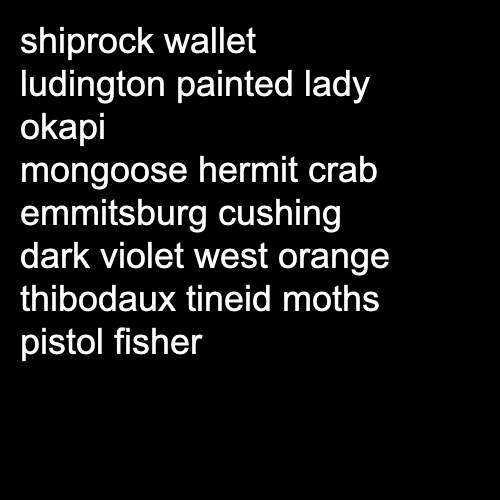 shiprock wallet
ludington painted lady
okapi
mongoose hermit crab
emmitsburg cushing
dark violet west orange
thibodaux tineid moths
pistol fisher